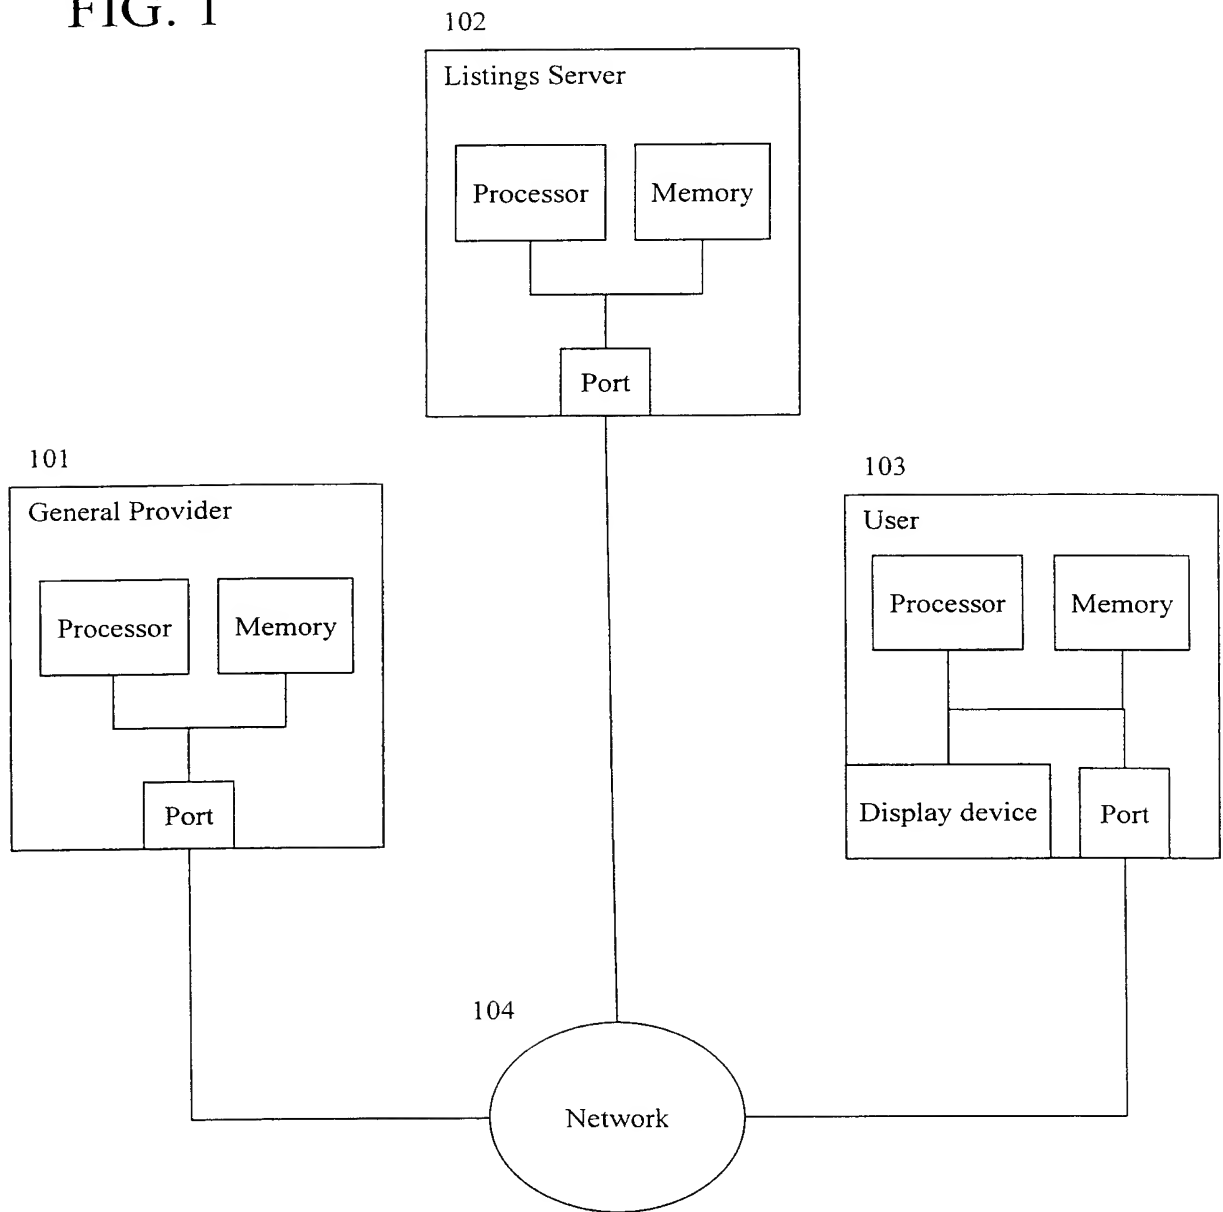 FIG. 1
102
Listings Server
Processor
Memory
Port
101
General Provider
Processor
Memory
Port
103
User
Processor
Memory
Display device
Port
104
Network